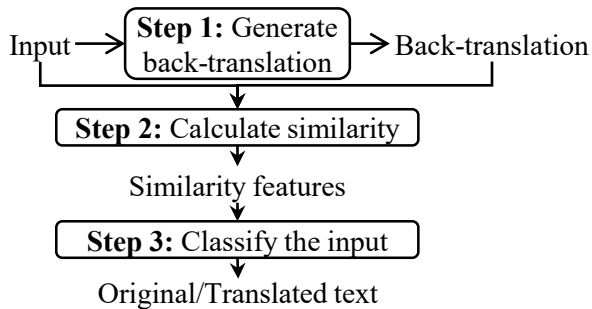 Input
Step 1: Generate
back-translation
Back-translation
Step 2: Calculate similarity
Similarity features
Step 3: Classify the input
Original/Translated text